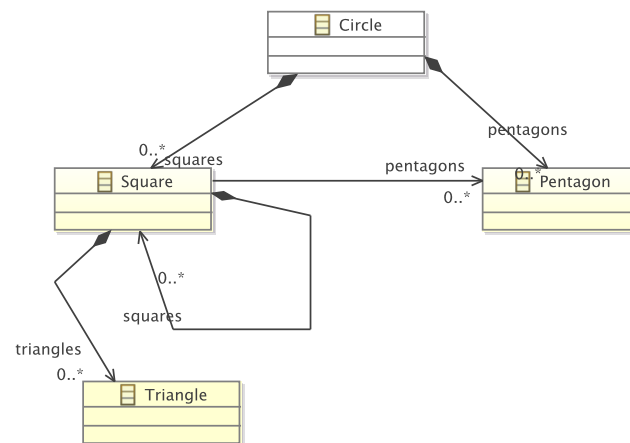 Circle
pentagons
0..*
squares
Square
pentagons
0..*
0..*
Pentagon
0..*
squares
triangles
0..*
Triangle